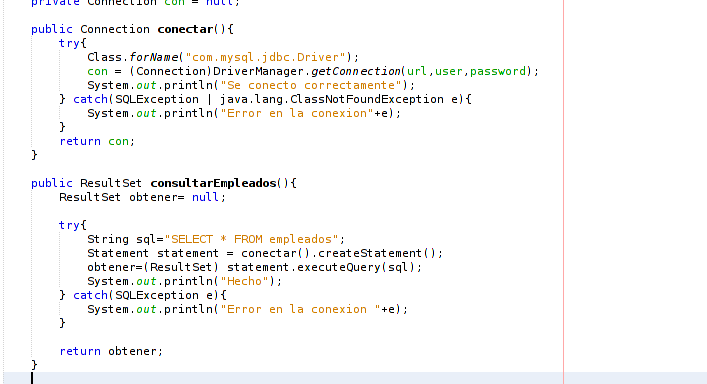 private Connection con = null;
public Connection conectar(){
try{
Class.forName("com.mysql.jdbc.Driver");
con = (Connection)DriverManager.getConnection(url,user,password);
System.out.println("Se conecto correctamente");
} catch(SQLException | java.lang.ClassNotFoundException e){
System.out.println("Error en la conexion"+e);
}
return con;
}
public ResultSet consultarEmpleados(){
ResultSet obtener= null;
try{
String sql="SELECT * FROM empleados";
Statement statement = conectar().createStatement();
obtener=(ResultSet) statement.executeQuery(sql);
System.out.println("Hecho");
} catch(SQLException e){
System.out.println("Error en la conexion "+e);
}
return obtener;
}